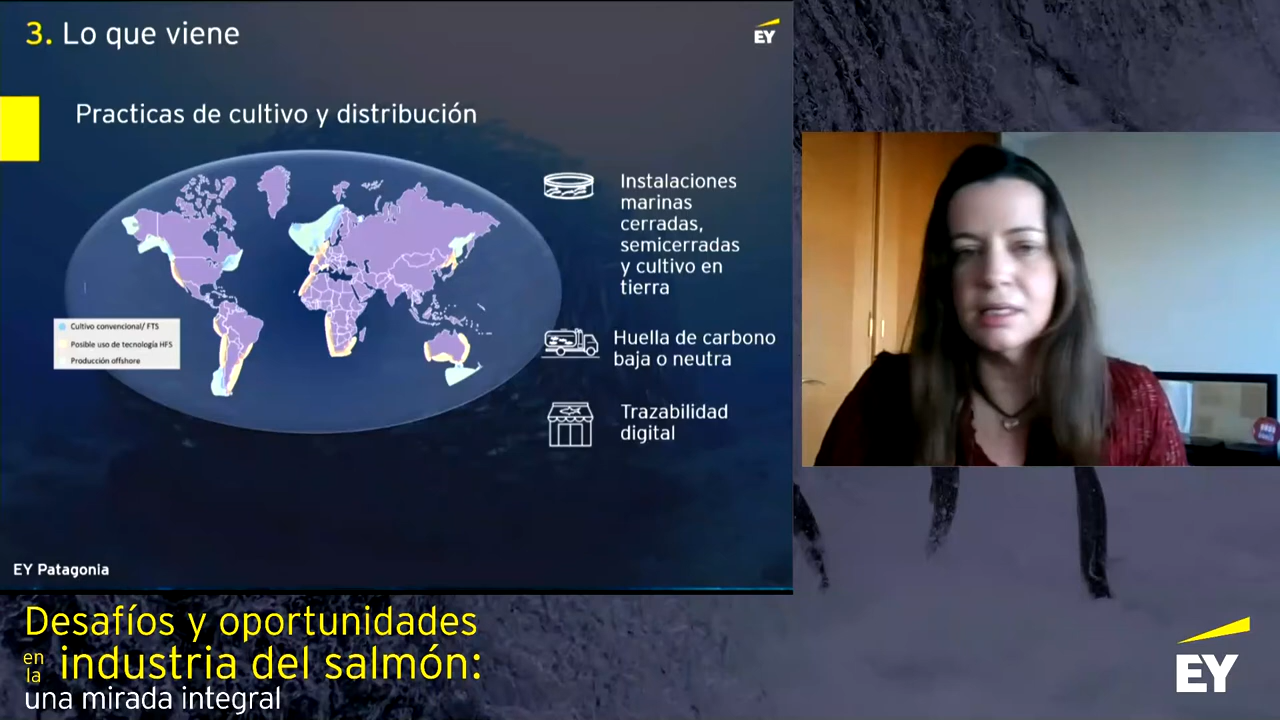 3. Lo que viene
EY
Practicas de cultivo y distribución
Instalaciones
marinas
cerradas,
semicerradas
y cultivo en
tierra
Cultivo convencional/ FTS
Posible uso de tecnología HFS
Producción offshore
Huella de carbono
baja o neutra
Trazabilidad
digital
EY Patagonia
Desafíos y oportunidades
en la industria del salmón:
una mirada integral
EY